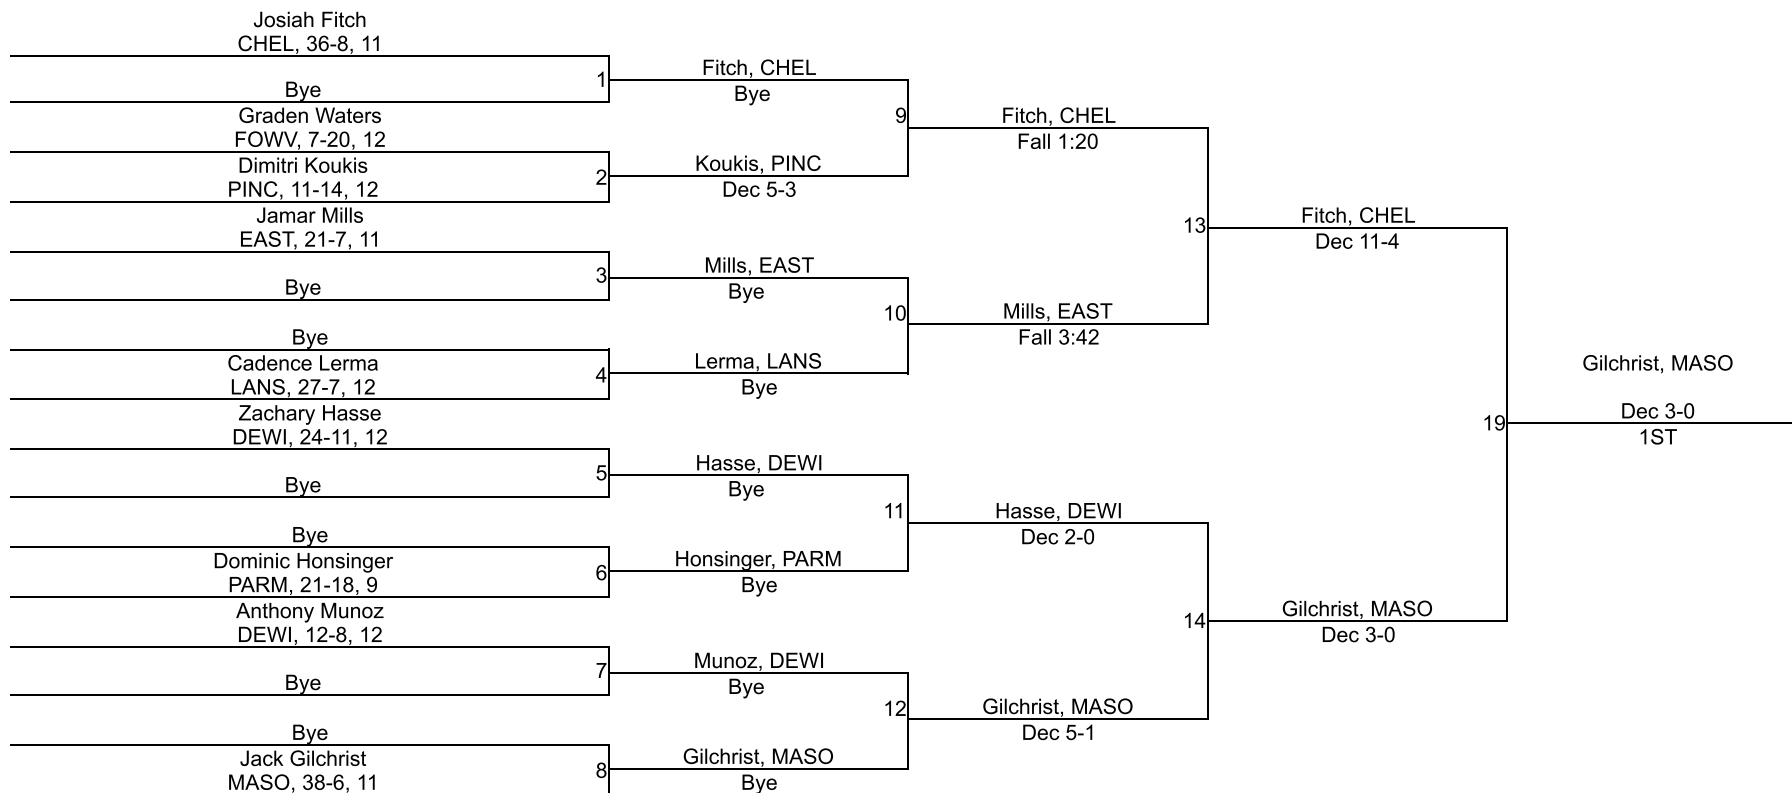 Josiah Fitch
CHEL, 36-8, 11
Bye
1
Graden Waters
FOWV, 7-20, 12
Dimitri Koukis
PINC, 11-14, 12
2
Jamar Mills
EAST, 21-7, 11
Bye
3
Bye
Cadence Lerma
LANS, 27-7, 12
4
Zachary Hasse
DEWI, 24-11, 12
Bye
5
Bye
Dominic Honsinger
PARM, 21-18, 9
6
Anthony Munoz
DEWI, 12-8, 12
Bye
7
Bye
Jack Gilchrist
MASO, 38-6, 11
8
Fitch, CHEL
Bye
9
Koukis, PINC
Dec 5-3
Mills, EAST
Bye
10
Lerma, LANS
Bye
Hasse, DEWI
Bye
11
Honsinger, PARM
Bye
Munoz, DEWI
Bye
12
Gilchrist, MASO
Bye
Fitch, CHEL
Fall 1:20
13
Mills, EAST
Fall 3:42
Hasse, DEWI
Dec 2-0
14
Gilchrist, MASO
Dec 5-1
Fitch, CHEL
Dec 11-4
19
Gilchrist, MASO
Dec 3-0
Gilchrist, MASO
Dec 3-0
1ST